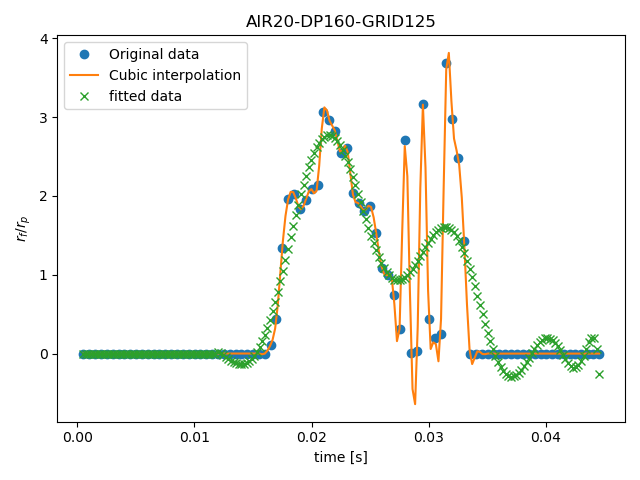 AIR20-DP160-GRID125
Original data
Cubic interpolation
fitted data
r_f/r_p
4
3
2
1
0
0.00 0.01 0.02 0.03 0.04
time [s]